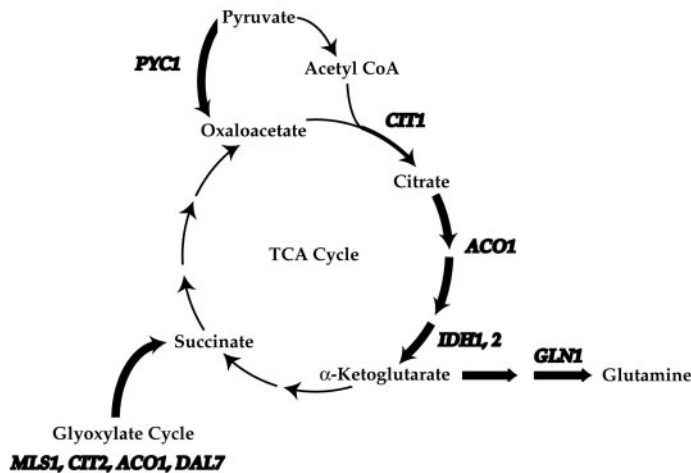 Pyruvate
PYC1
Acetyl CoA
Oxaloacetate
CIT1
Citrate
TCA Cycle
ACO1
Succinate
IDH1, 2
GLN1
α-Ketoglutarate
Glutamine
Glyoxylate Cycle
MLS1, CIT2, ACO1, DAL7